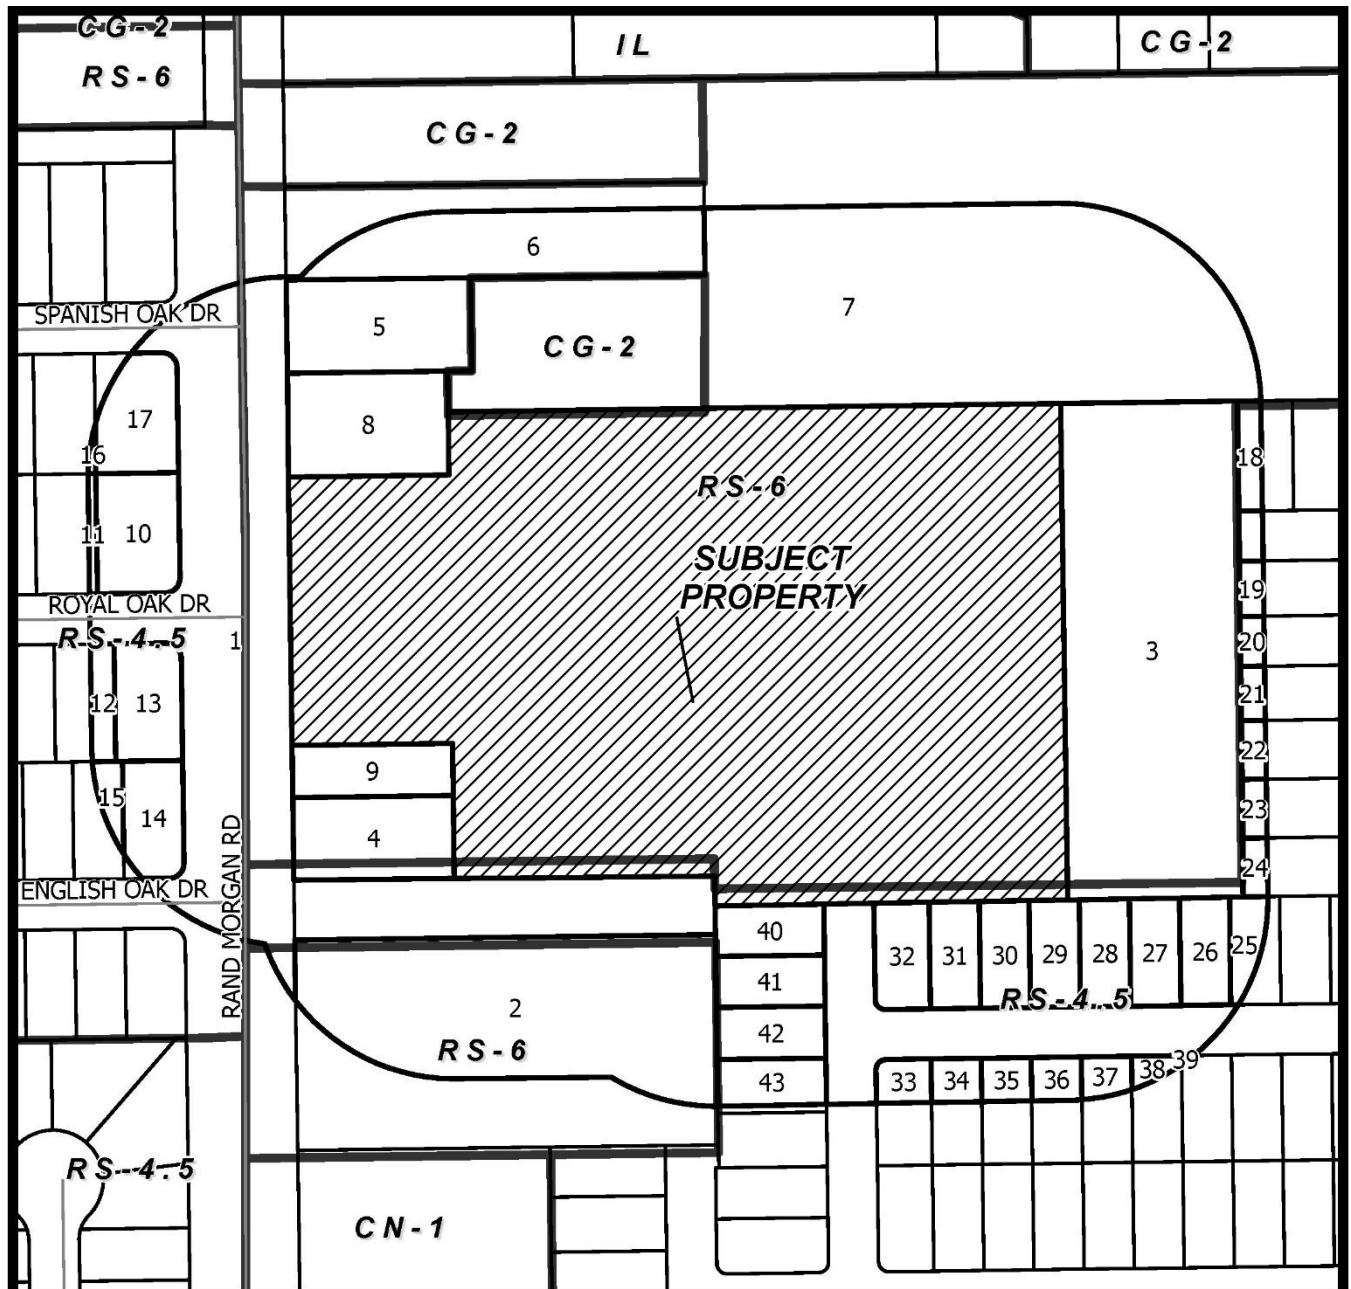 CG-2
RS-6
IL
CG-2
CG-2
6
SPANISH OAK DR
5
7
CG-2
17
8
16
18
RS-6
11
10
SUBJECT
PROPERTY
ROYAL OAK DR
19
RS-4.5
1
20
3
12
13
21
9
22
15
14
23
4
24
ENGLISH OAK DR
RAND MORGAN RD
40
32
31
30
29
28
27
26
25
41
RS-4.5
2
42
RS-6
43
33
34
35
36
37
38
39
RS-4.5
CN-1